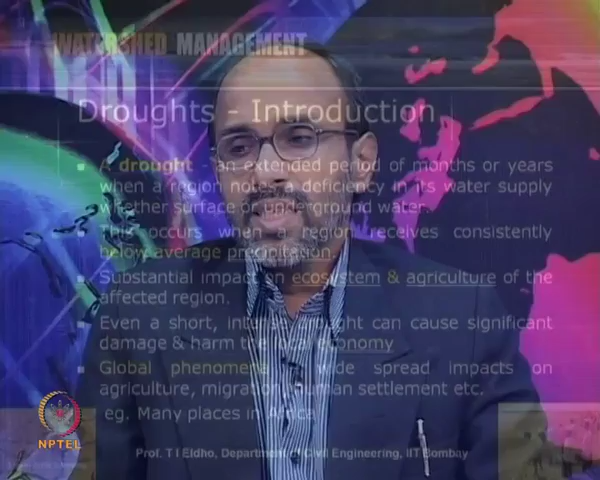 WATERSHED MANAGEMENT
Droughts - Introduction
A drought - an extended period of months or years
when a region notes a deficiency in its water supply
whether surface or underground water.
This occurs when a region receives consistently
below average precipitation.
Substantial impact on ecosystem & agriculture of the
affected region.
Even a short, intense drought can cause significant
damage & harm the local economy
Global phenomena wide spread impacts on
agriculture, migration, human settlement etc.
eg. Many places in Africa
NPTEL
Prof. T I Eldho, Department of Civil Engineering, IIT Bombay